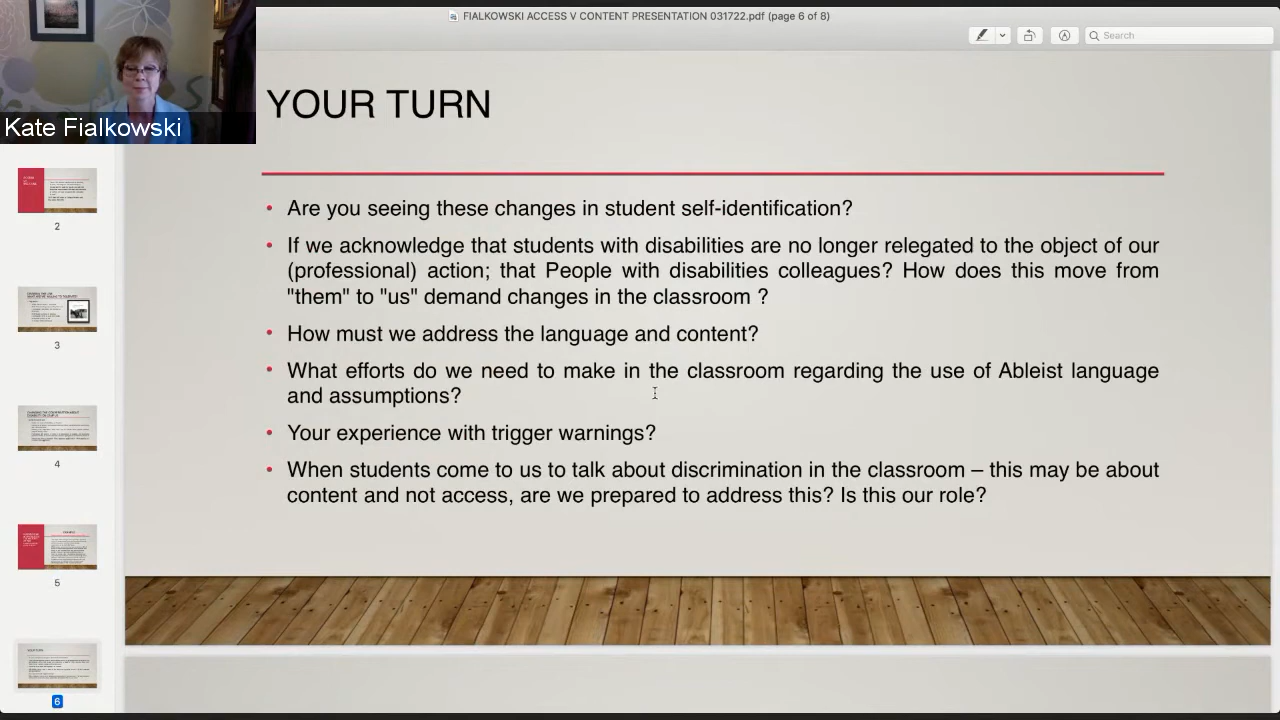 FIALKOWSKI ACCESS V CONTENT PRESENTATION 031722.pdf (page 6 of 8)
Search
Kate Fialkowski
YOUR TURN
• Are you seeing these changes in student self-identification?
• If we acknowledge that students with disabilities are no longer relegated to the object of our
(professional) action; that People with disabilities colleagues? How does this move from
"them" to "us" demand changes in the classroom ?
• How must we address the language and content?
• What efforts do we need to make in the classroom regarding the use of Ableist language
and assumptions?
• Your experience with trigger warnings?
• When students come to us to talk about discrimination in the classroom – this may be about
content and not access, are we prepared to address this? Is this our role?
2
3
4
5
6